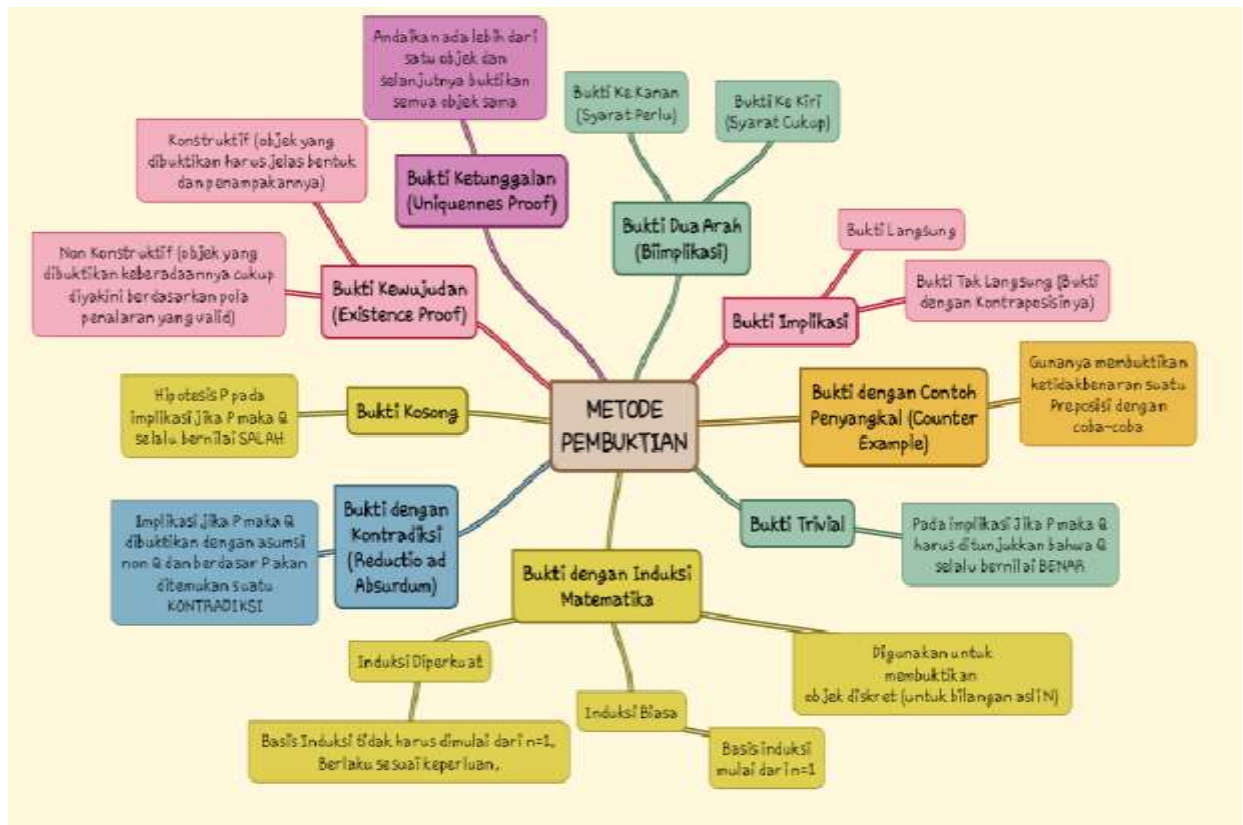 METODE
PEMBUKTIAN
Bukti Ketunggalan
(Uniquennes Proof)
Andaikan ada lebih dari
satu objek dan
selanjutnya buktikan
semua objek sama
Bukti Dua Arah
(Biimplikasi)
Bukti Ke Kanan
(Syarat Perlu)
Bukti Ke Kiri
(Syarat Cukup)
Bukti Implikasi
Bukti Langsung
Bukti Tak Langsung (Bukti
dengan Kontraposisinya)
Bukti dengan Contoh
Penyangkal (Counter
Example)
Gunanya membuktikan
ketidakbenaran suatu
Preposisi dengan
coba-coba
Bukti Trivial
Pada implikasi Jika P maka Q
harus ditunjukkan bahwa Q
selalu bernilai BENAR
Bukti dengan Induksi
Matematika
Digunakan untuk
membuktikan
objek diskret (untuk bilangan asli N)
Induksi Biasa
Basis induksi
mulai dari n=1
Induksi Diperkuat
Basis Induksi tidak harus dimulai dari n=1,
Berlaku sesuai keperluan.
Bukti dengan
Kontradiksi
(Reductio ad
Absurdum)
Implikasi jika P maka Q
dibuktikan dengan asumsi
non Q dan berdasar P akan
ditemukan suatu
KONTRADIKSI
Bukti Kosong
Hipotesis P pada
implikasi jika P maka Q
selalu bernilai SALAH
Bukti Kewujudan
(Existence Proof)
Konstruktif (objek yang
dibuktikan harus jelas bentuk
dan penampakannya)
Non Konstruktif (objek yang
dibuktikan keberadaannya cukup
diyakini berdasarkan pola
penalaran yang valid)